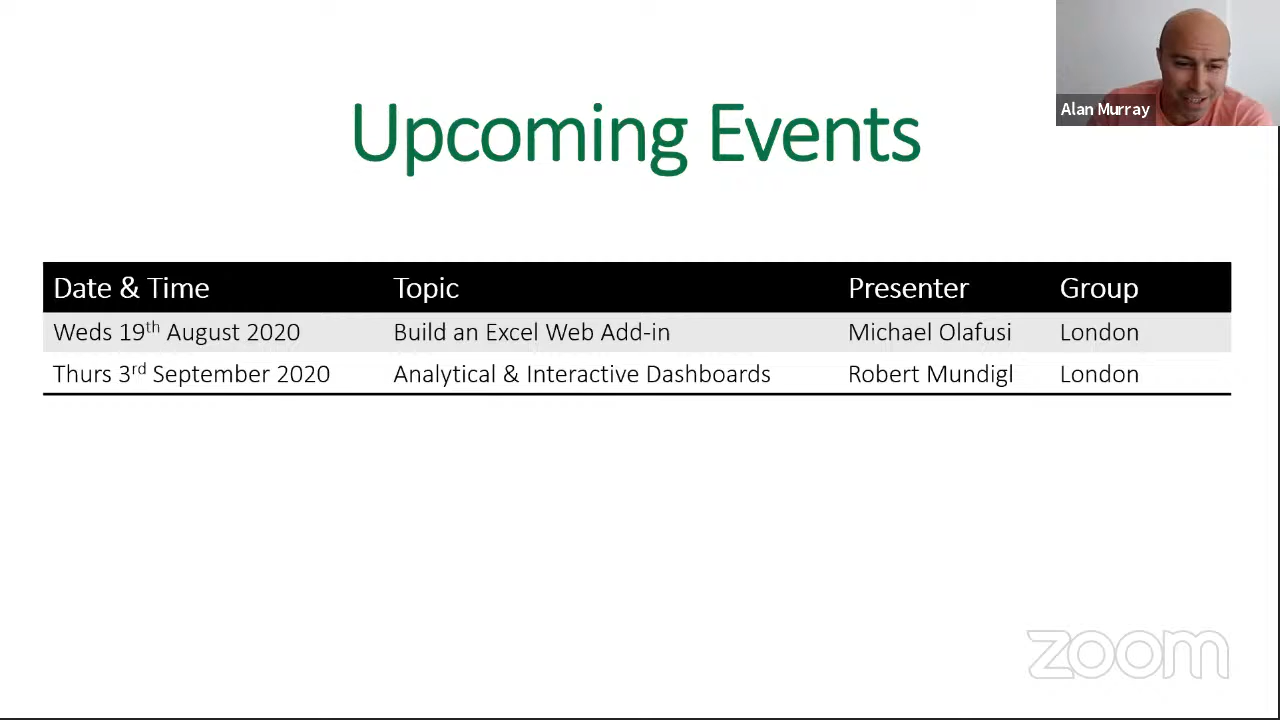 Alan Murray
Upcoming Events
Date & Time Topic Presenter Group
Weds 19th August 2020 Build an Excel Web Add-in Michael Olafusi London
Thurs 3rd September 2020 Analytical & Interactive Dashboards Robert Mundigl London
zoom